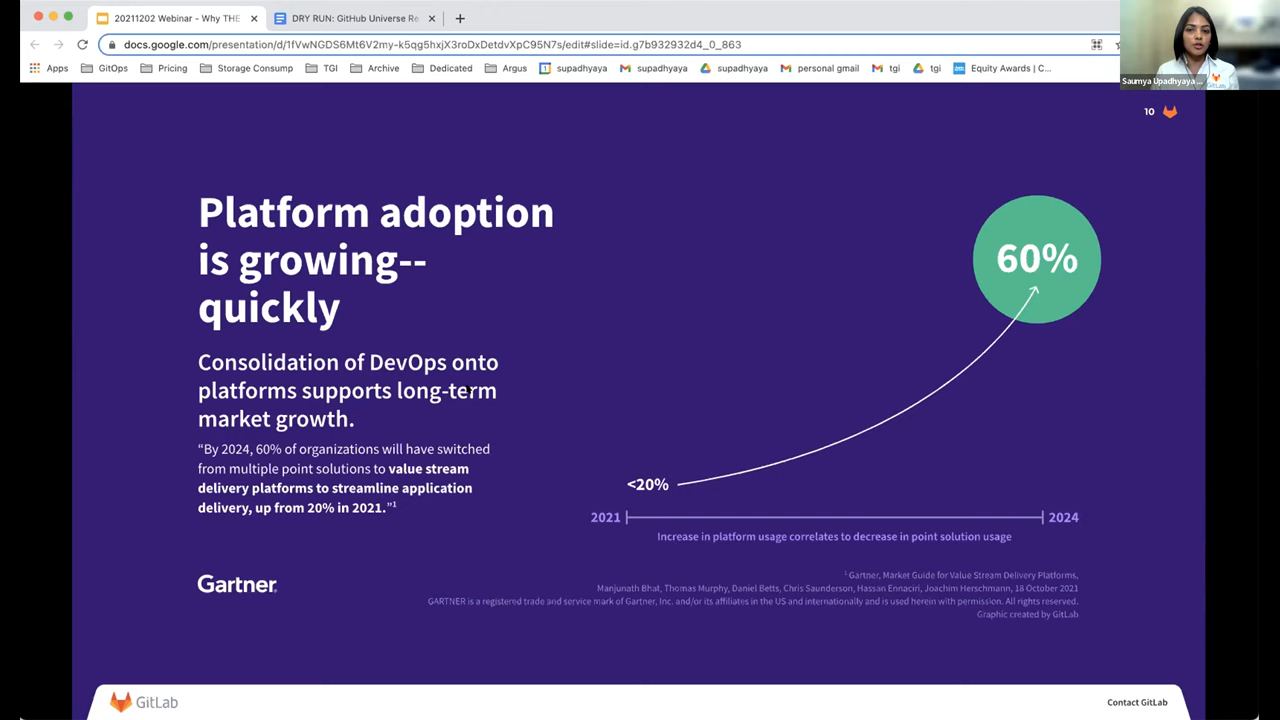 20211202 Webinar - Why THE
DRY RUN: GitHub Universe Re
docs.google.com/presentation/d/1fVwNGDS6Mt6V2my-k5qg5hxjX3roDxDetdvXpC95N7s/edit#slide=id.g7b932932d4_0_863
Apps GitOps Pricing Storage Consump TGI Archive Dedicated Argus supadhyaya supadhyaya supadhyaya personal gmail tgi tgi Equity Awards | C...
Saumya Upadhyaya ...
GitLab
10
Platform adoption
is growing--
quickly
60%
Consolidation of DevOps onto
platforms supports long-term
market growth.
“By 2024, 60% of organizations will have switched
from multiple point solutions to value stream
delivery platforms to streamline application
delivery, up from 20% in 2021.”1
<20%
2021 2024
Increase in platform usage correlates to decrease in point solution usage
Gartner
1 Gartner, Market Guide for Value Stream Delivery Platforms,
Manjunath Bhat, Thomas Murphy, Daniel Betts, Chris Saunderson, Hassan Ennaciri, Joachim Herschmann, 18 October 2021
GARTNER is a registered trade and service mark of Gartner, Inc. and/or its affiliates in the US and internationally and is used herein with permission. All rights reserved.
Graphic created by GitLab
GitLab
Contact GitLab